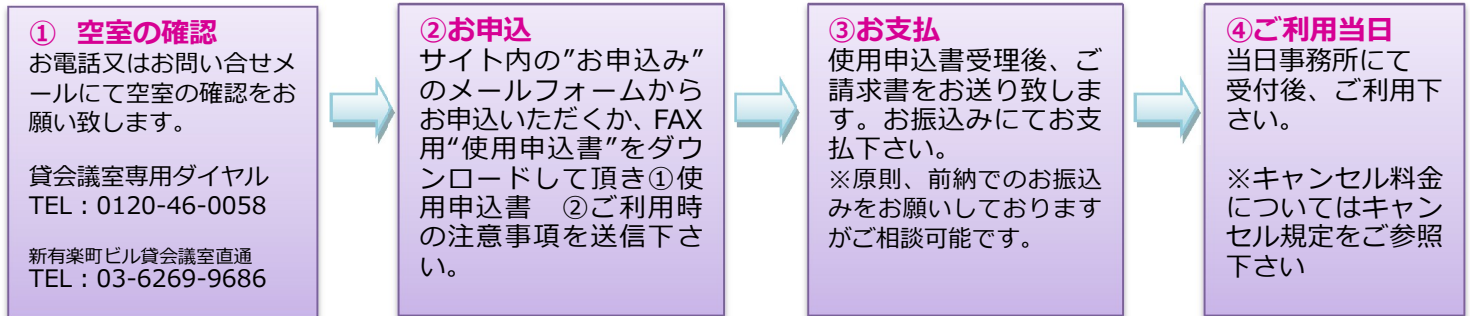 ① 空室の確認
お電話又はお問い合せメ
ールにて空室の確認をお
願い致します。
貸会議室専用ダイヤル
TEL：0120-46-0058
新有楽町ビル貸会議室直通
TEL：03-6269-9686
②お申込
サイト内の”お申込み”
のメールフォームから
お申込いただくか、FAX
用“使用申込書”をダウ
ンロードして頂き①使
用申込書　②ご利用時
の注意事項を送信下さ
い。
③お支払
使用申込書受理後、ご
請求書をお送り致しま
す。お振込みにてお支
払下さい。
※原則、前納でのお振込
みをお願いしております
がご相談可能です。
④ご利用当日
当日事務所にて
受付後、ご利用下
さい。
※キャンセル料金
についてはキャン
セル規定をご参照
下さい